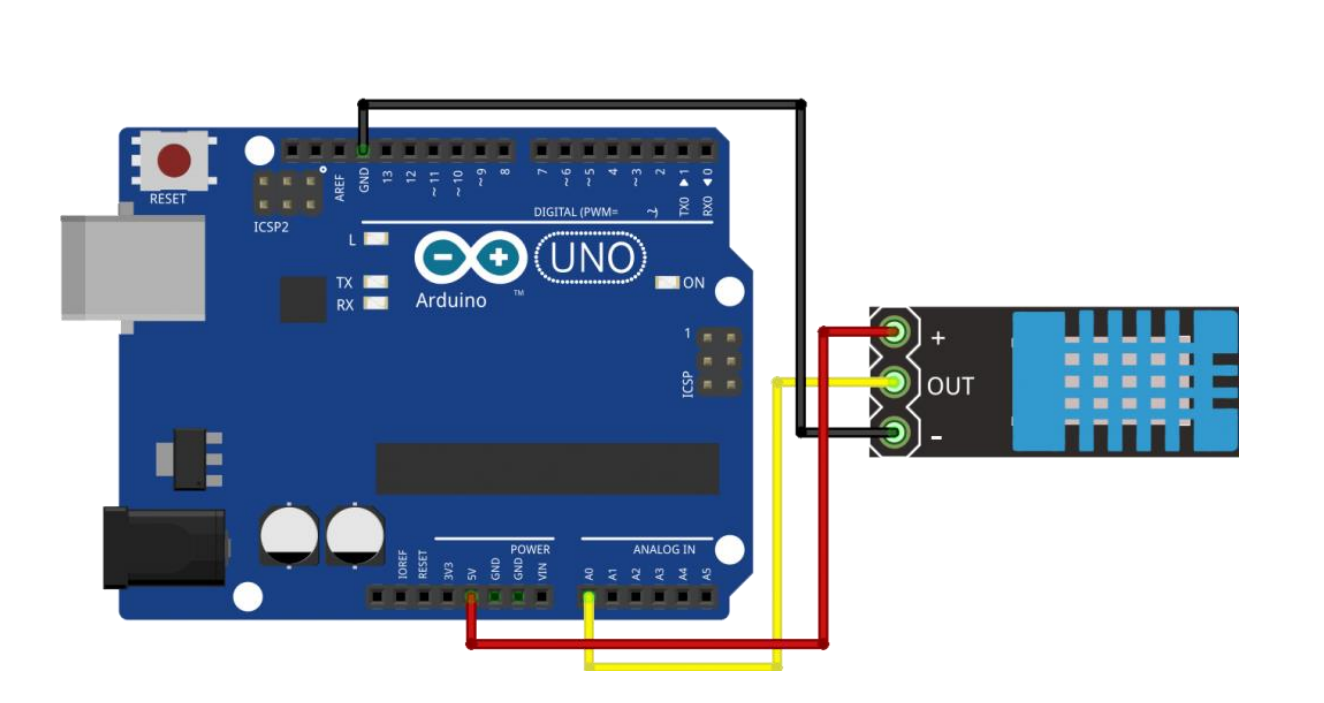 RESET
ICSP2
AREF
GND
13
12
~ 11
~ 10
~ 9
8
7
~ 6
~ 5
4
~ 3
2
TX0 ▶ 1
RX0 ◀ 0
DIGITAL (PWM=
L
TX
RX
UNO
Arduino
TM
ON
1
ICSP
+
OUT
-
POWER
ANALOG IN
IOREF
RESET
3V3
5V
GND
GND
VIN
A0
A1
A2
A3
A4
A5